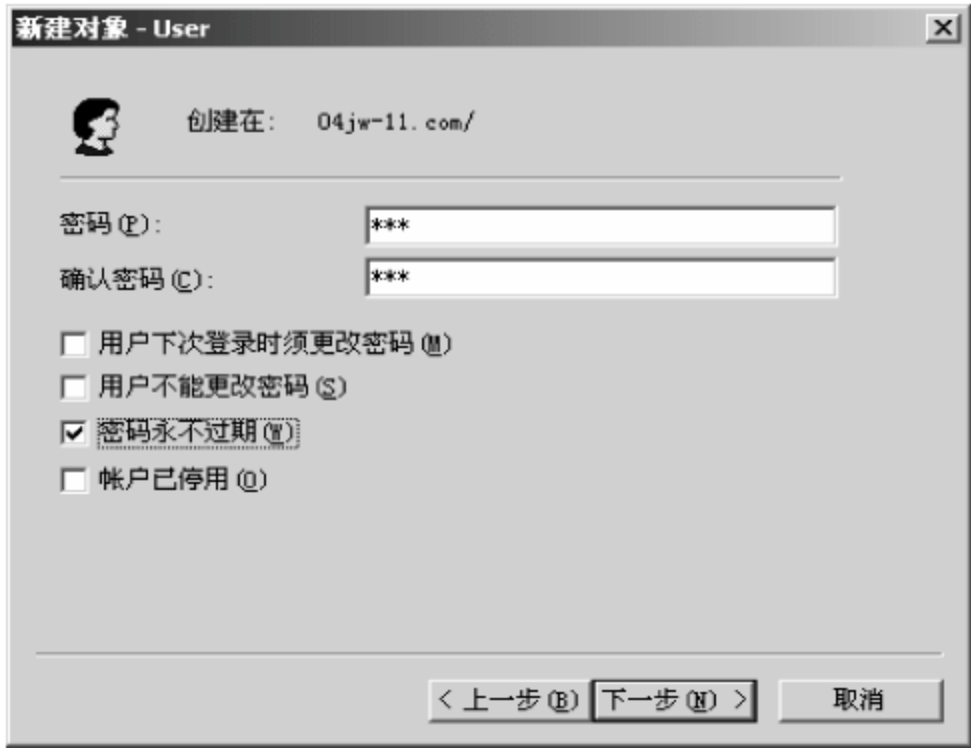 新建对象 - User
创建在: 04jw-11.com/
密码(P): ***
确认密码(C): ***
用户下次登录时须更改密码(M)
用户不能更改密码(S)
密码永不过期(W)
帐户已停用(O)
< 上一步(B) 下一步(N) > 取消